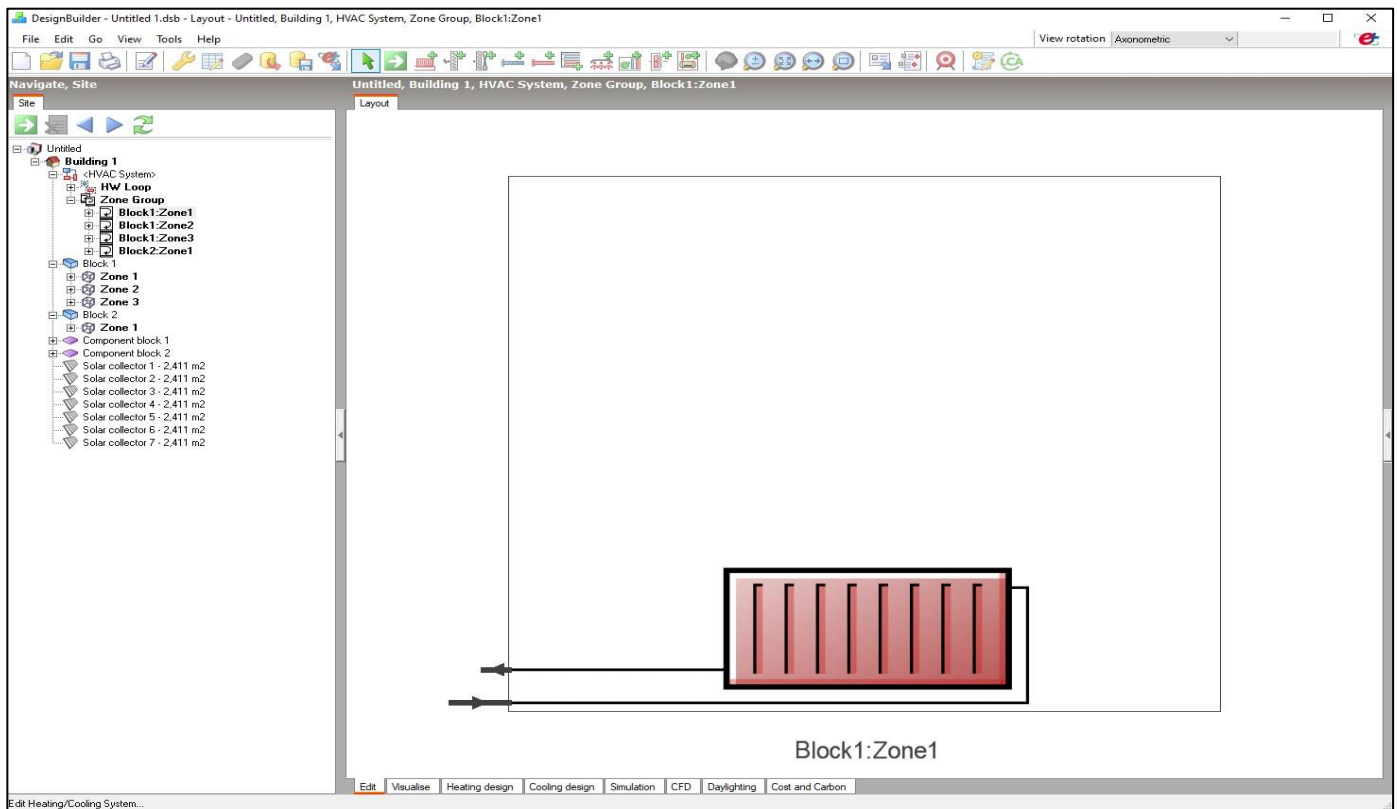 DesignBuilder - Untitled 1.dsb - Layout - Untitled, Building 1, HVAC System, Zone Group, Block1:Zone1
File Edit Go View Tools Help
View rotation Axonometric
Navigate, Site
Untitled, Building 1, HVAC System, Zone Group, Block1:Zone1
Site
Layout
Untitled
Building 1
<HVAC System>
HW Loop
Zone Group
Block1:Zone1
Block1:Zone2
Block1:Zone3
Block2:Zone1
Block 1
Zone 1
Zone 2
Zone 3
Block 2
Zone 1
Component block 1
Component block 2
Solar collector 1 - 2,411 m2
Solar collector 2 - 2,411 m2
Solar collector 3 - 2,411 m2
Solar collector 4 - 2,411 m2
Solar collector 5 - 2,411 m2
Solar collector 6 - 2,411 m2
Solar collector 7 - 2,411 m2
Block1:Zone1
Edit Visualise Heating design Cooling design Simulation CFD Daylighting Cost and Carbon
Edit Heating/Cooling System...